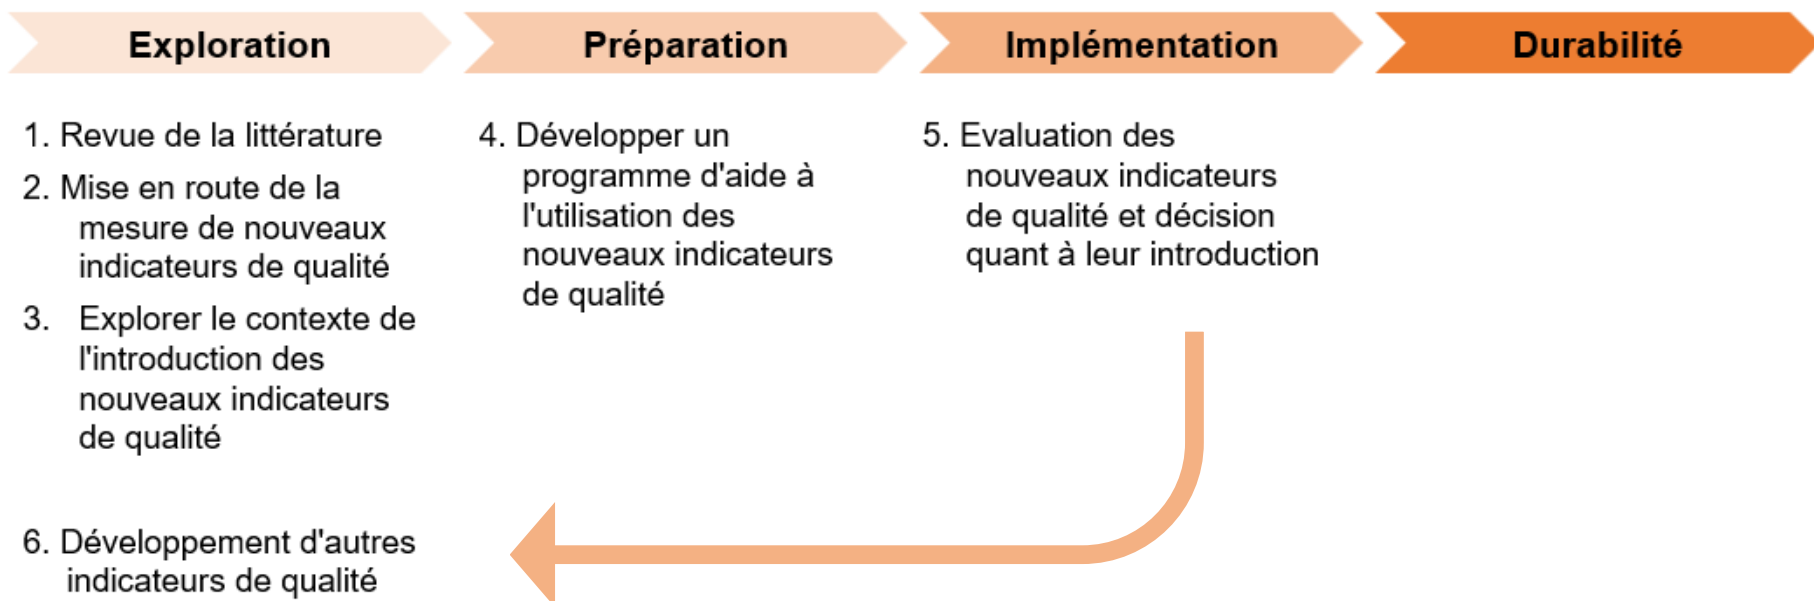 Exploration
Préparation
Implémentation
Durabilité
1. Revue de la littérature
2. Mise en route de la
mesure de nouveaux
indicateurs de qualité
3. Explorer le contexte de
l'introduction des
nouveaux indicateurs
de qualité
4. Développer un
programme d'aide à
l'utilisation des
nouveaux indicateurs
de qualité
5. Evaluation des
nouveaux indicateurs
de qualité et décision
quant à leur introduction
6. Développement d'autres
indicateurs de qualité